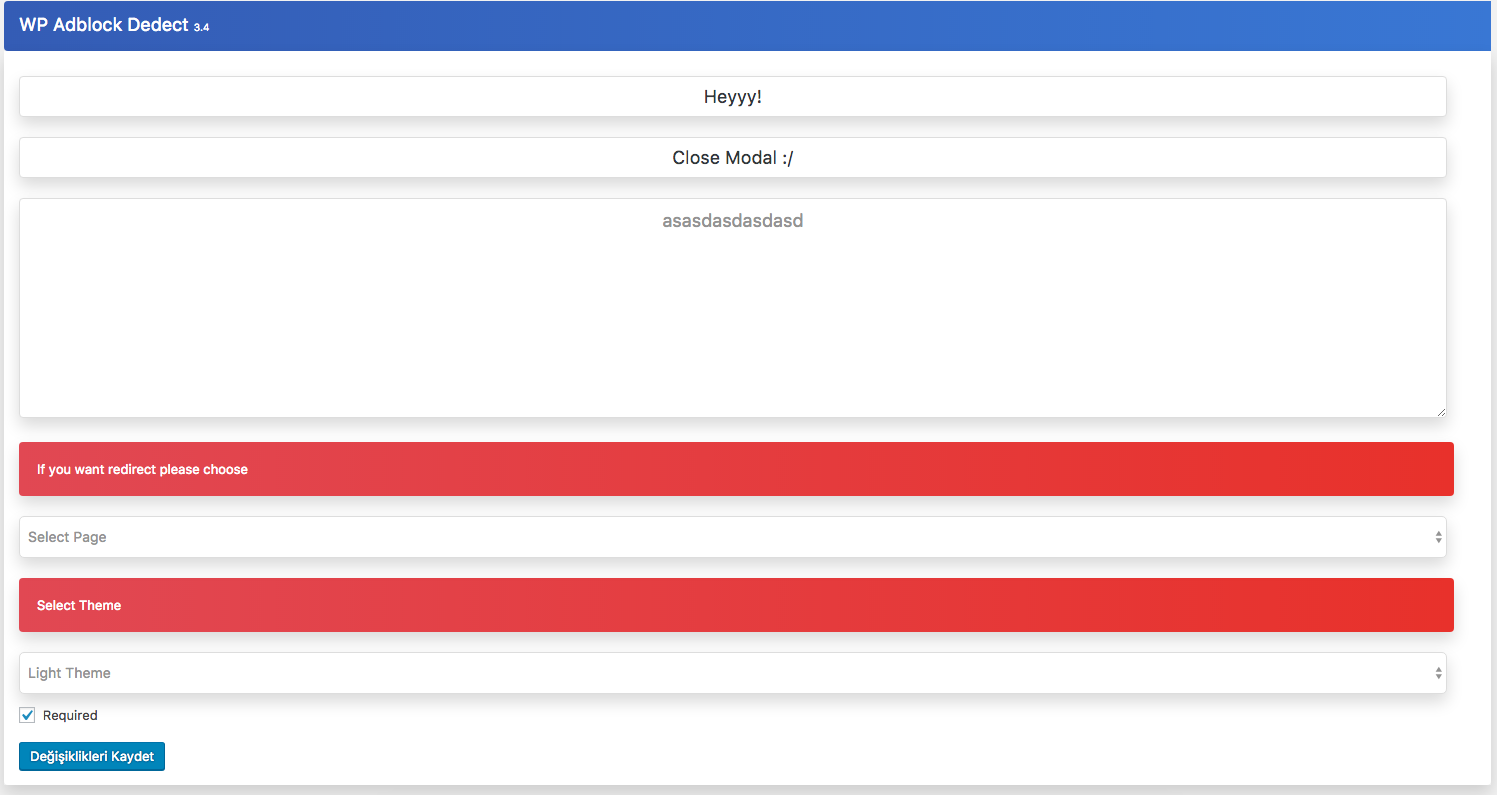 WP Adblock Dedect 3.4
Heyyy!
Close Modal :/
asasdasdasdasd
If you want redirect please choose
Select Page
Select Theme
Light Theme
Required
Değişiklikleri Kaydet